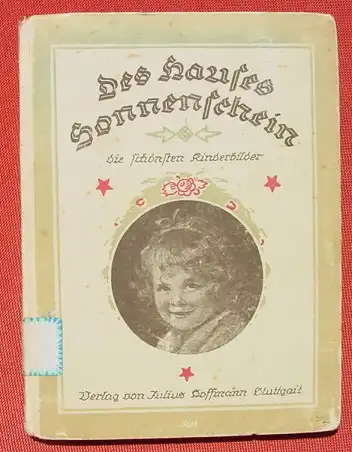 Des Hauses
Sonnenschein
die schönsten Kinderbilder
Verlag von Julius Hoffmann Stuttgart